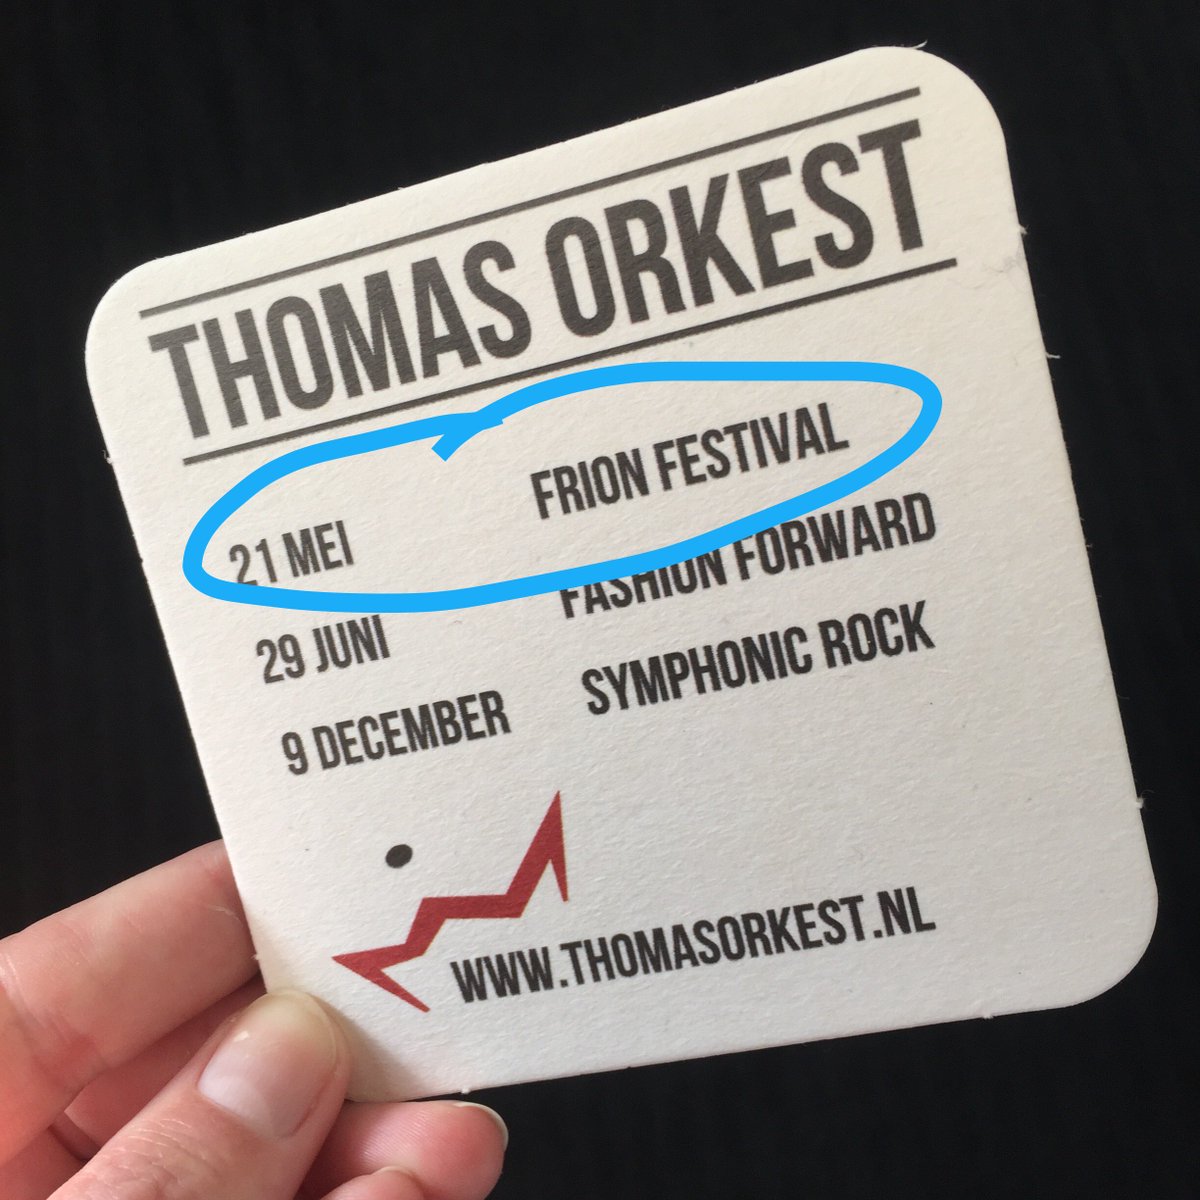 THOMAS ORKEST
21 MEI FRION FESTIVAL
29 JUNI FASHION FORWARD
9 DECEMBER SYMPHONIC ROCK
WWW.THOMASORKEST.NL